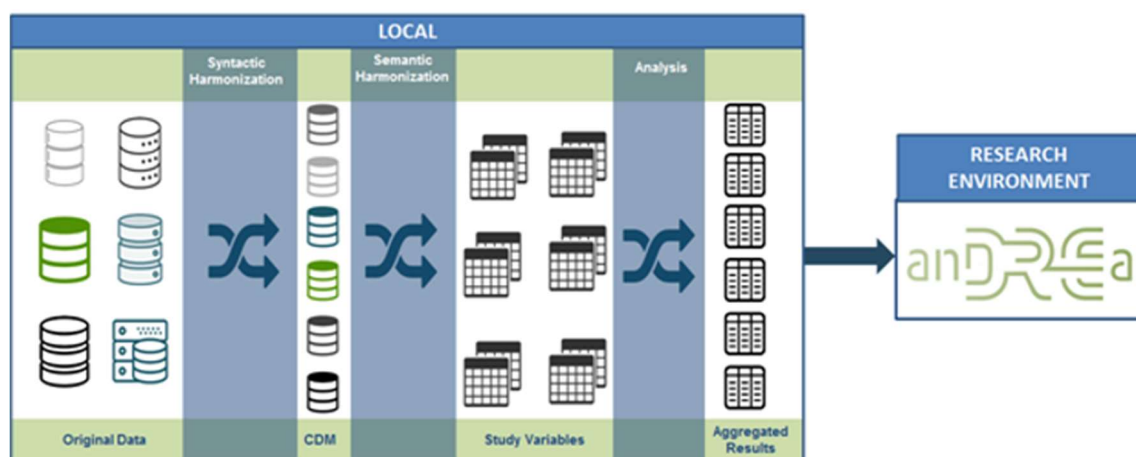 LOCAL
Syntactic
Harmonization
Semantic
Harmonization
Analysis
RESEARCH
ENVIRONMENT
anDREa
Original Data
CDM
Study Variables
Aggregated
Results